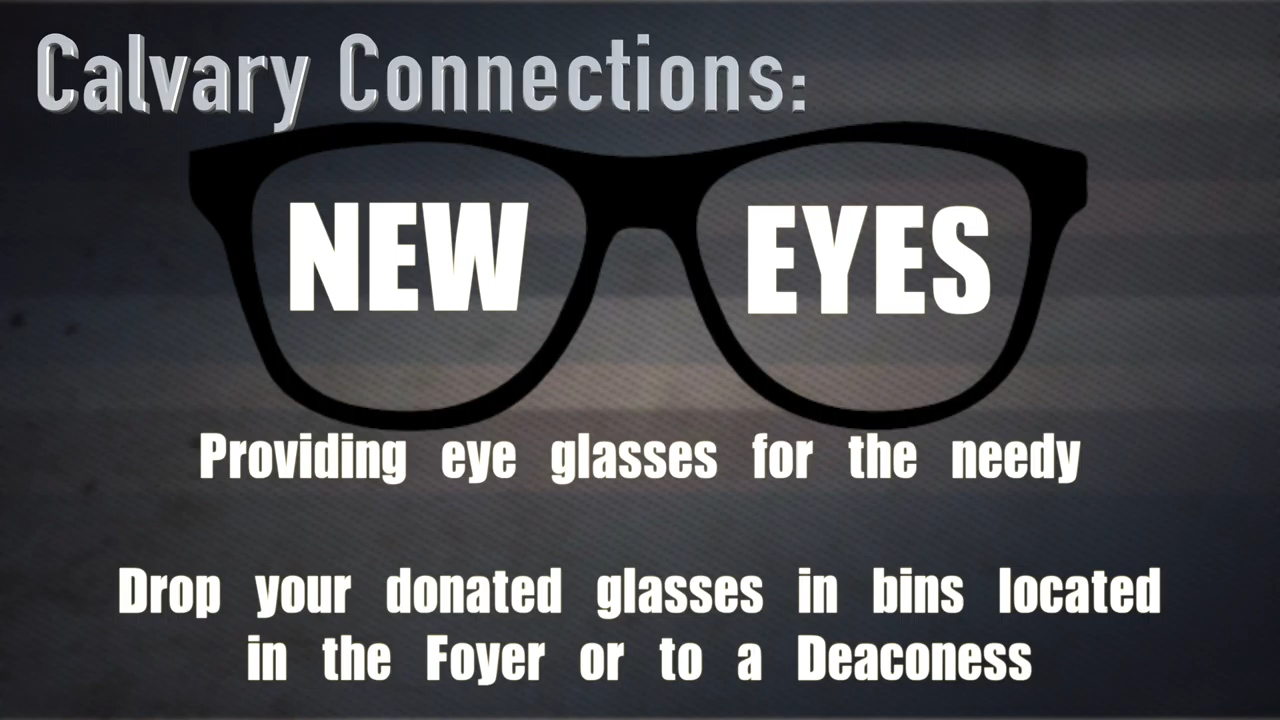 Calvary Connections:
NEW EYES
Providing eye glasses for the needy
Drop your donated glasses in bins located
in the Foyer or to a Deaconess